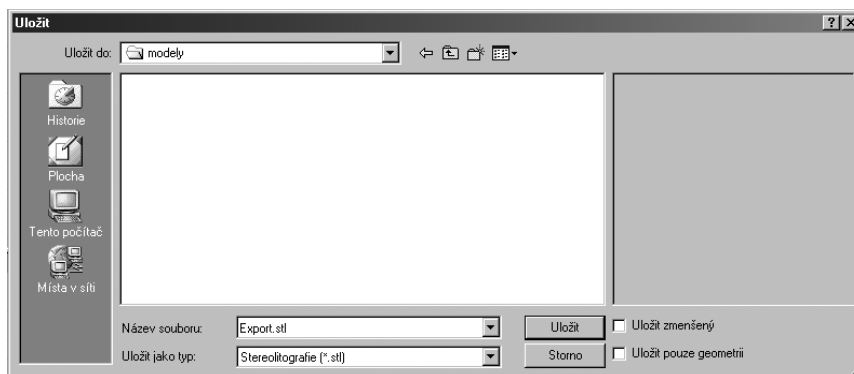 Uložit
Uložit do: modely
Historie
Plocha
Tento počítač
Místa v síti
Název souboru: Export.stl Uložit Uložit zmenšený
Uložit jako typ: Stereolitografie (*.stl) Storno Uložit pouze geometrii